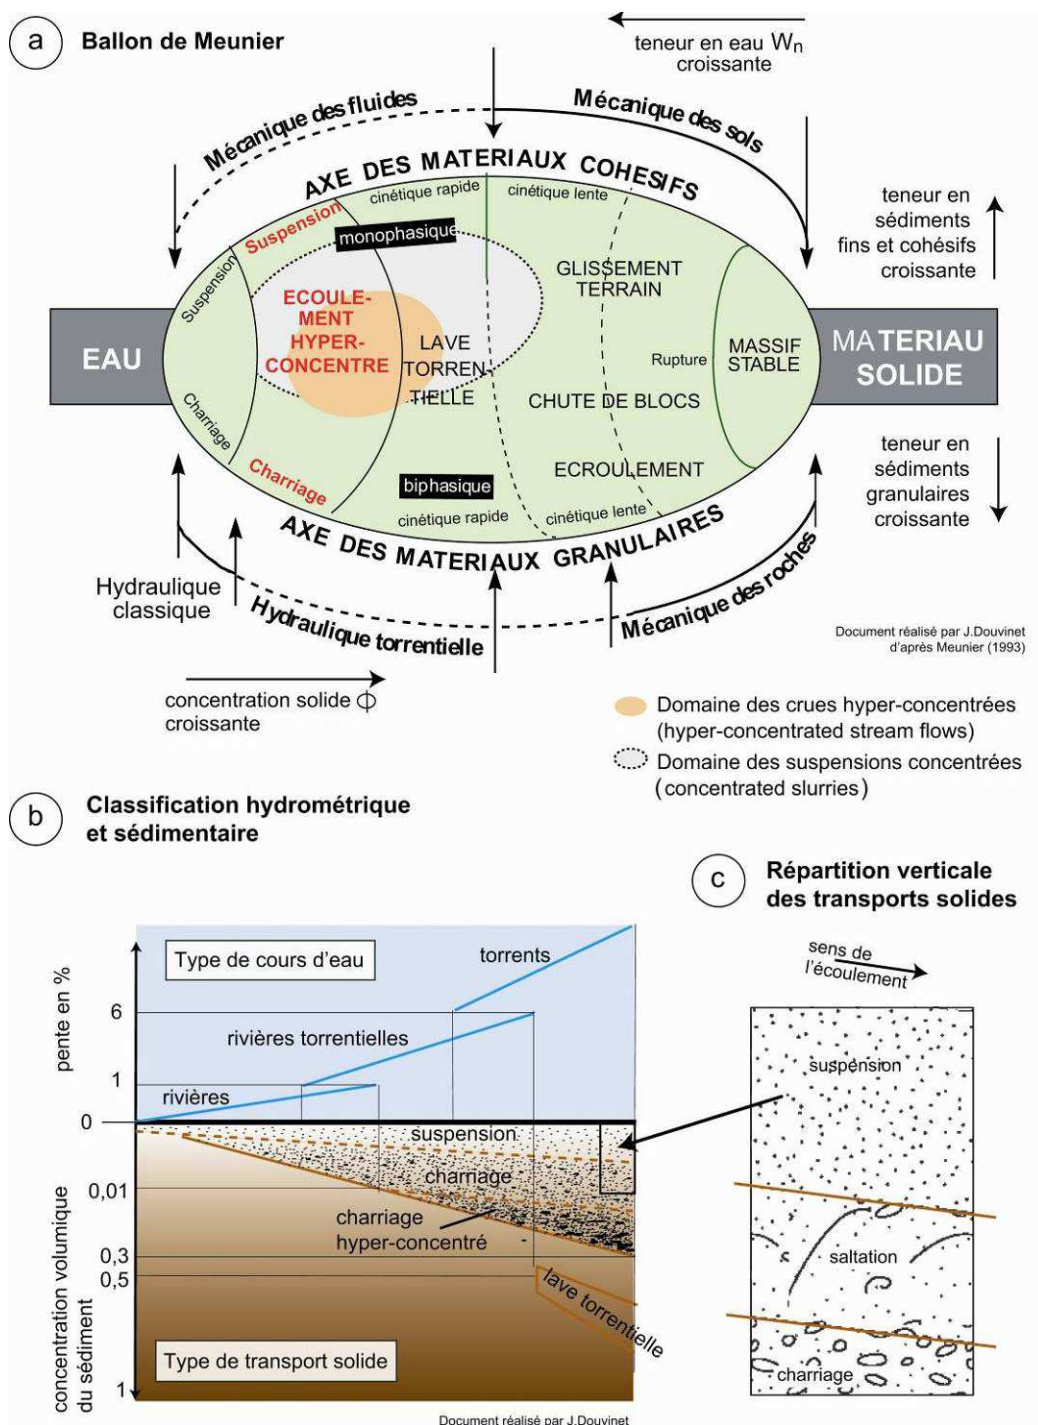 a
Ballon de Meunier
teneur en eau Wn
croissante
Mécanique des fluides
Mécanique des sols
AXE DES MATERIAUX COHESIFS
cinétique rapide
cinétique lente
teneur en
sédiments
fins et cohésifs
croissante
Suspension
Suspension
monophasique
GLISSEMENT
TERRAIN
ECOULE-
MENT
HYPER-
CONCENTRE
LAVE
TORREN-
TIELLE
EAU
Rupture
MASSIF
STABLE
MATERIAU
SOLIDE
CHUTE DE BLOCS
Charriage
Charriage
ECROULEMENT
biphasique
cinétique rapide
cinétique lente
teneur en
sédiments
granulaires
croissante
AXE DES MATERIAUX GRANULAIRES
Hydraulique
classique
Hydraulique torrentielle
Mécanique des roches
Document réalisé par J.Douvinet
d'après Meunier (1993)
concentration solide ϕ
croissante
Domaine des crues hyper-concentrées
(hyper-concentrated stream flows)
Domaine des suspensions concentrées
(concentrated slurries)
b
Classification hydrométrique
et sédimentaire
pente en %
Type de cours d'eau
torrents
6
rivières torrentielles
1
rivières
0
suspension
charriage
0,01
charriage
hyper-concentré
0,3
0,5
lave torrentielle
concentration volumique
du sédiment
Type de transport solide
1
Document réalisé par J.Douvinet
c
Répartition verticale
des transports solides
sens de
l'écoulement
suspension
saltation
charriage